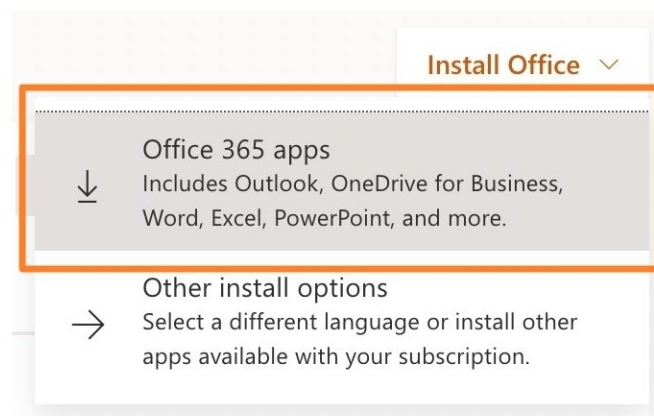 Install Office
Office 365 apps
Includes Outlook, OneDrive for Business,
Word, Excel, PowerPoint, and more.
Other install options
Select a different language or install other
apps available with your subscription.